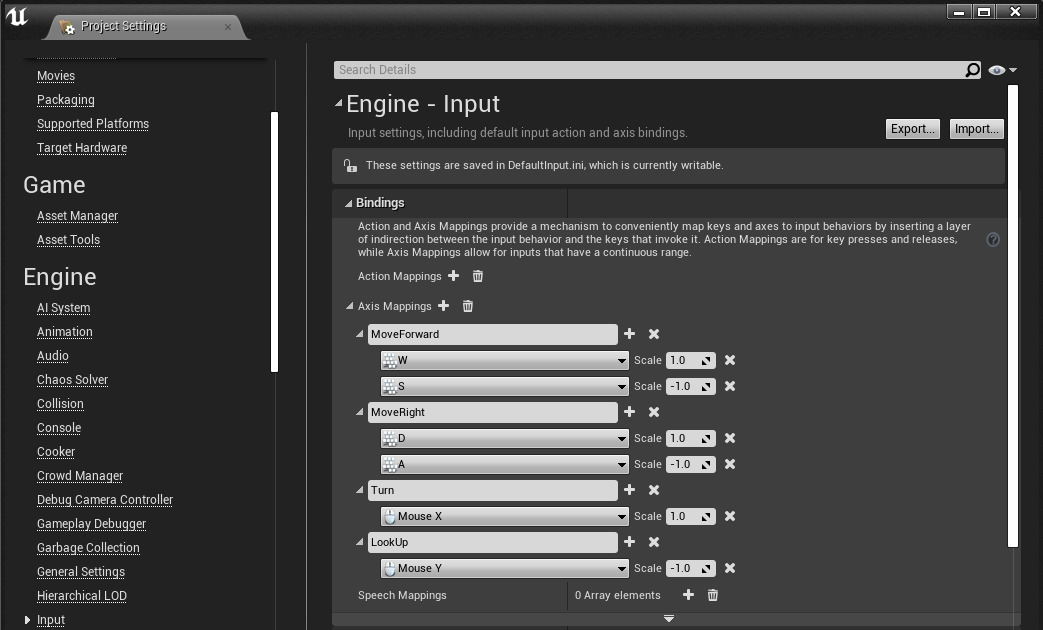 Project Settings
Movies
Packaging
Supported Platforms
Target Hardware
Game
Asset Manager
Asset Tools
Engine
AI System
Animation
Audio
Chaos Solver
Collision
Console
Cooker
Crowd Manager
Debug Camera Controller
Gameplay Debugger
Garbage Collection
General Settings
Hierarchical LOD
Input
Search Details
Engine - Input
Input settings, including default input action and axis bindings.
Export... Import...
These settings are saved in DefaultInput.ini, which is currently writable.
Bindings
Action and Axis Mappings provide a mechanism to conveniently map keys and axes to input behaviors by inserting a layer
of indirection between the input behavior and the keys that invoke it. Action Mappings are for key presses and releases,
while Axis Mappings allow for inputs that have a continuous range.
Action Mappings
Axis Mappings
MoveForward
W Scale 1.0
S Scale -1.0
MoveRight
D Scale 1.0
A Scale -1.0
Turn
Mouse X Scale 1.0
LookUp
Mouse Y Scale -1.0
Speech Mappings 0 Array elements